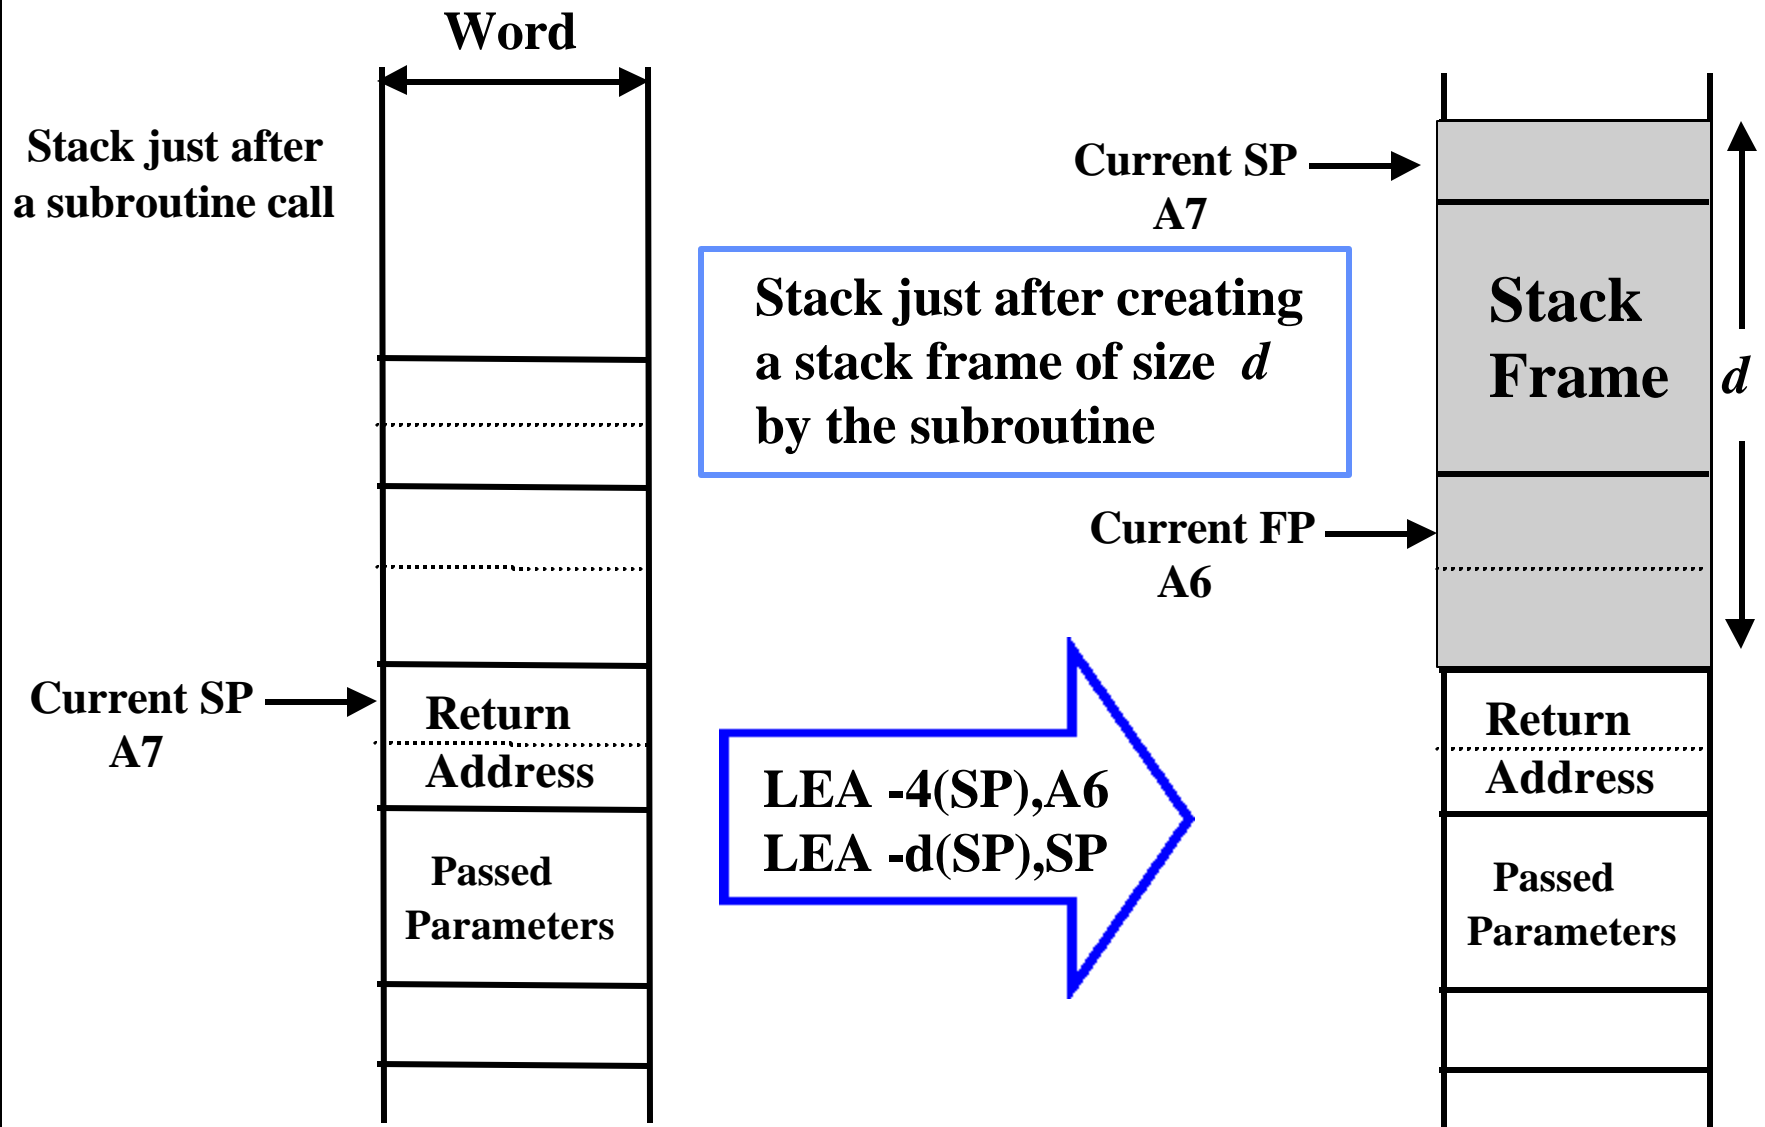 Word
Stack just after
a subroutine call
Current SP
A7
Return
Address
Passed
Parameters
Stack just after creating
a stack frame of size d
by the subroutine
LEA -4(SP),A6
LEA -d(SP),SP
Current SP
A7
Stack
Frame
d
Current FP
A6
Return
Address
Passed
Parameters